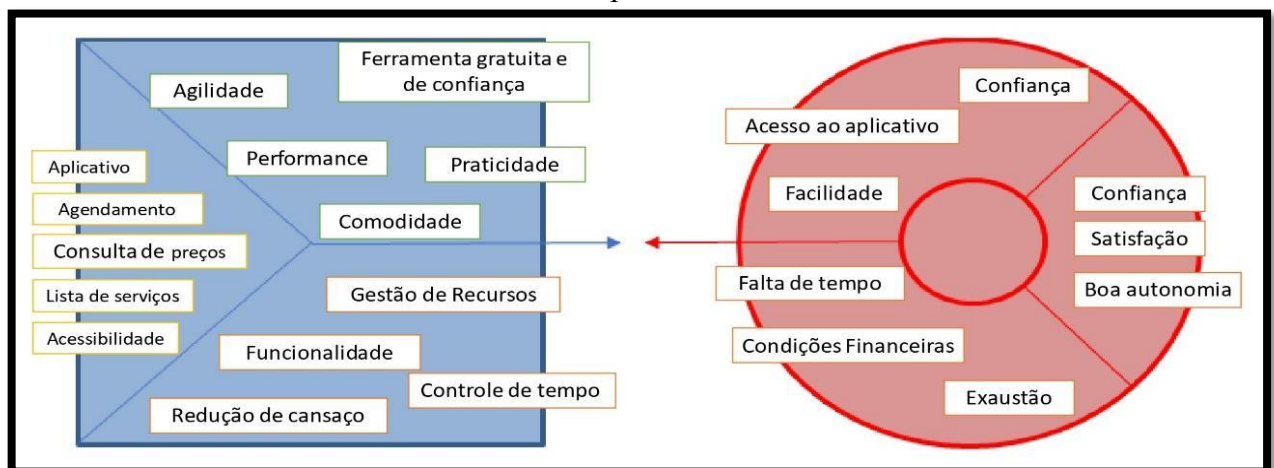 Ferramenta gratuita e
de confiança
Agilidade
Performance
Praticidade
Comodidade
Aplicativo
Agendamento
Consulta de preços
Lista de serviços
Acessibilidade
Gestão de Recursos
Funcionalidade
Controle de tempo
Redução de cansaço
Confiança
Acesso ao aplicativo
Facilidade
Confiança
Satisfação
Boa autonomia
Falta de tempo
Condições Financeiras
Exaustão